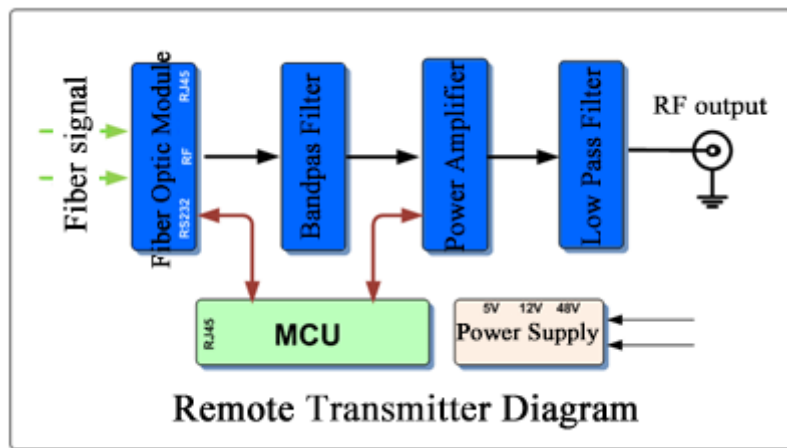 Fiber signal
Fiber Optic Module
RJ45
RF
RS232
Bandpas Filter
Power Amplifier
Low Pass Filter
RF output
RJ45
MCU
5V 12V 48V
Power Supply
Remote Transmitter Diagram